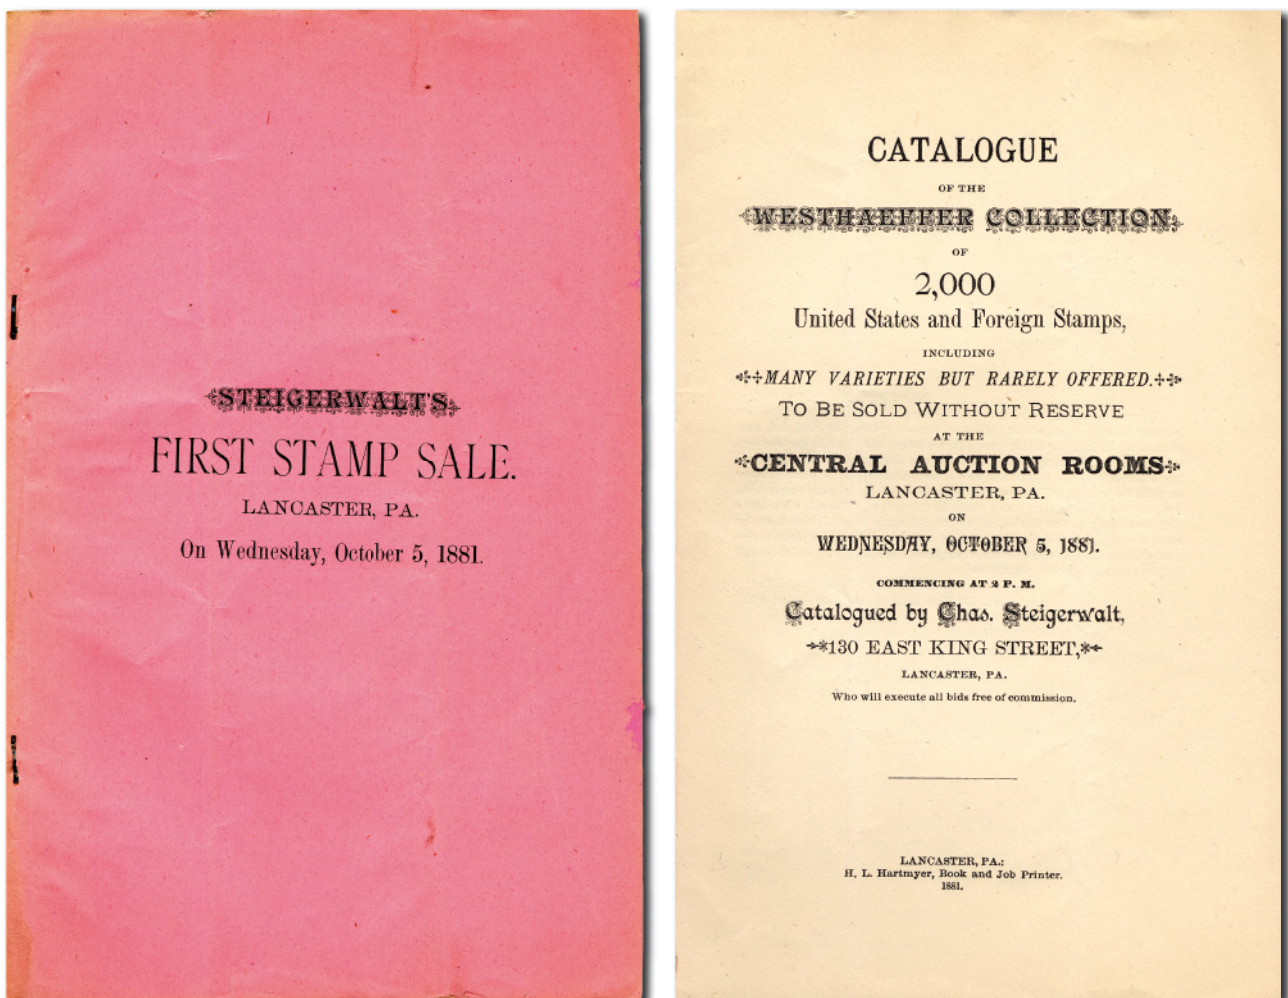 STEIGERWALT'S
FIRST STAMP SALE.
LANCASTER, PA.
On Wednesday, October 5, 1881.
CATALOGUE
OF THE
WESTHAEFFER COLLECTION,
OF
2,000
United States and Foreign Stamps,
INCLUDING
MANY VARIETIES BUT RARELY OFFERED.
TO BE SOLD WITHOUT RESERVE
AT THE
CENTRAL AUCTION ROOMS
LANCASTER, PA.
ON
WEDNESDAY, OCTOBER 5, 1881.
COMMENCING AT 2 P. M.
Catalogued by Chas. Steigerwalt,
130 EAST KING STREET,
LANCASTER, PA.
Who will execute all bids free of commission.
LANCASTER, PA.:
H. L. Hartmyer, Book and Job Printer.
1881.